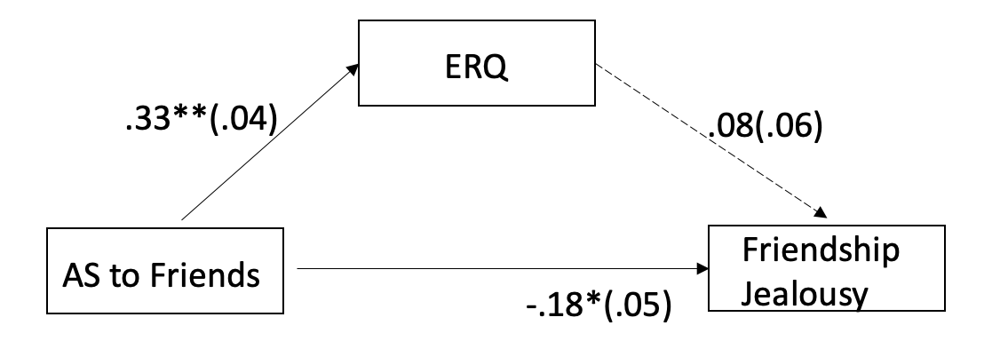 ERQ
.33**(.04)
.08(.06)
AS to Friends
Friendship
Jealousy
-.18*(.05)